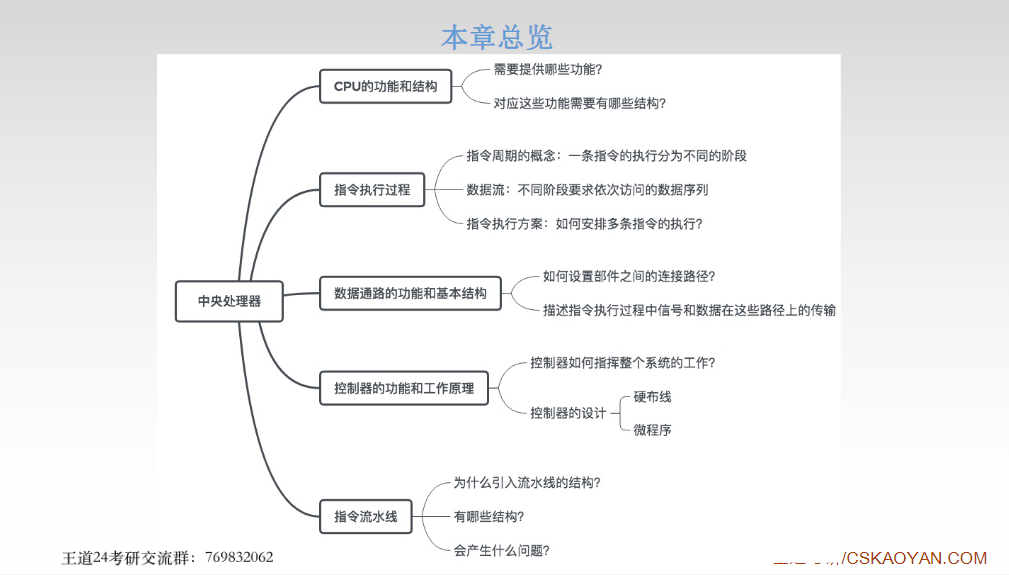 本章总览
CPU的功能和结构
需要提供哪些功能?
对应这些功能需要有哪些结构?
指令执行过程
指令周期的概念：一条指令的执行分为不同的阶段
数据流：不同阶段要求依次访问的数据序列
指令执行方案：如何安排多条指令的执行?
中央处理器
数据通路的功能和基本结构
如何设置部件之间的连接路径?
描述指令执行过程中信号和数据在这些路径上的传输
控制器的功能和工作原理
控制器如何指挥整个系统的工作?
控制器的设计
硬布线
微程序
指令流水线
为什么引入流水线的结构?
有哪些结构?
会产生什么问题?
王道24考研交流群：769832062
/CSKAOYAN.COM